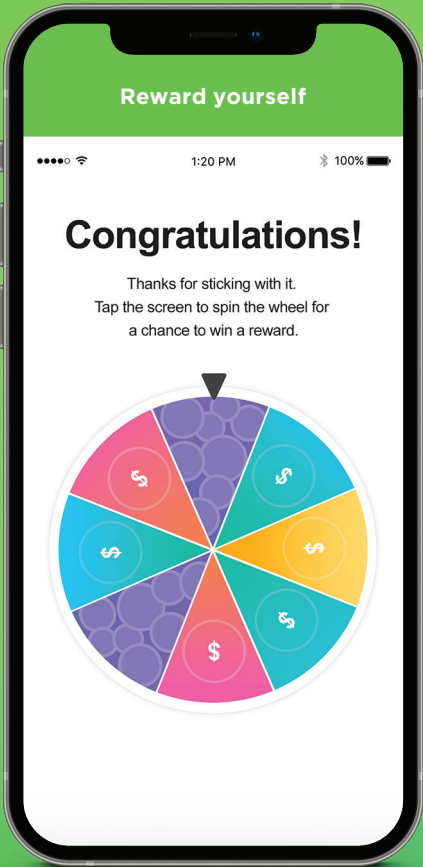 Reward yourself
1:20 PM
100%
Congratulations!
Thanks for sticking with it.
Tap the screen to spin the wheel for
a chance to win a reward.
$
$
$
$
$
$